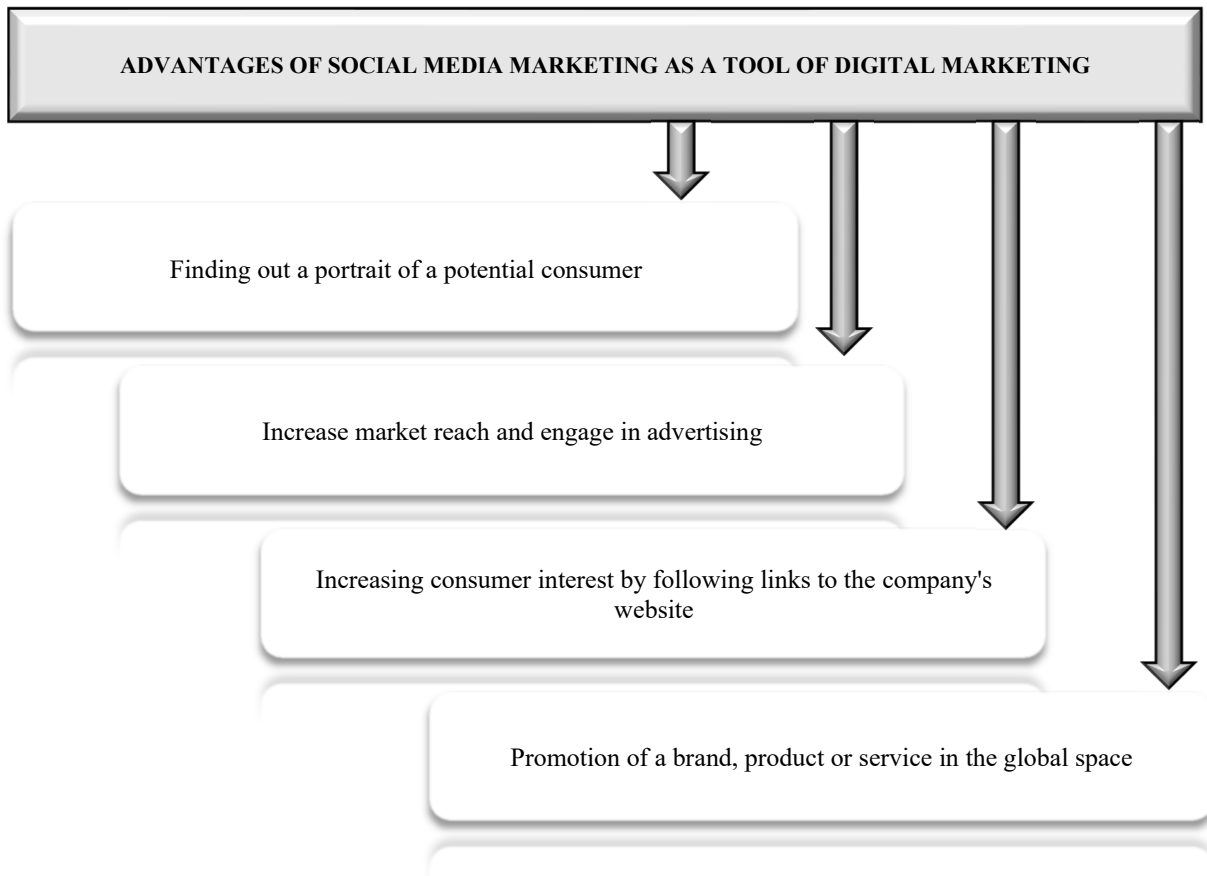 ADVANTAGES OF SOCIAL MEDIA MARKETING AS A TOOL OF DIGITAL MARKETING
Finding out a portrait of a potential consumer
Increase market reach and engage in advertising
Increasing consumer interest by following links to the company's
website
Promotion of a brand, product or service in the global space